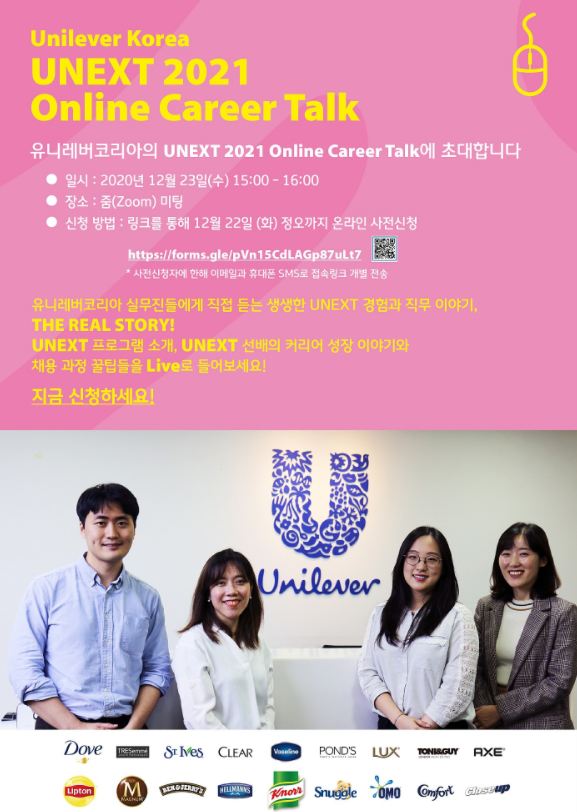 Unilever Korea
UNEXT 2021
Online Career Talk
유니레버코리아의 UNEXT 2021 Online Career Talk에 초대합니다
● 일시 : 2020년 12월 23일(수) 15:00 - 16:00
● 장소 : 줌(Zoom) 미팅
● 신청 방법 : 링크를 통해 12월 22일 (화) 정오까지 온라인 사전신청
https://forms.gle/pVn15CdLAGp87uLt7
* 사전신청자에 한해 이메일과 휴대폰 SMS로 접속링크 개별 전송
유니레버코리아 실무진들에게 직접 듣는 생생한 UNEXT 경험과 직무 이야기,
THE REAL STORY!
UNEXT 프로그램 소개, UNEXT 선배의 커리어 성장 이야기와
채용 과정 꿀팁들을 Live로 들어보세요!
지금 신청하세요!
Unilever
Dove TRESemmé ST.IVES CLEAR Vaseline POND'S LUX TONI&GUY AXE
Lipton M MAGNUM BEN&JERRY'S HELLMANN'S Knorr Snuggle OMO Comfort closeup